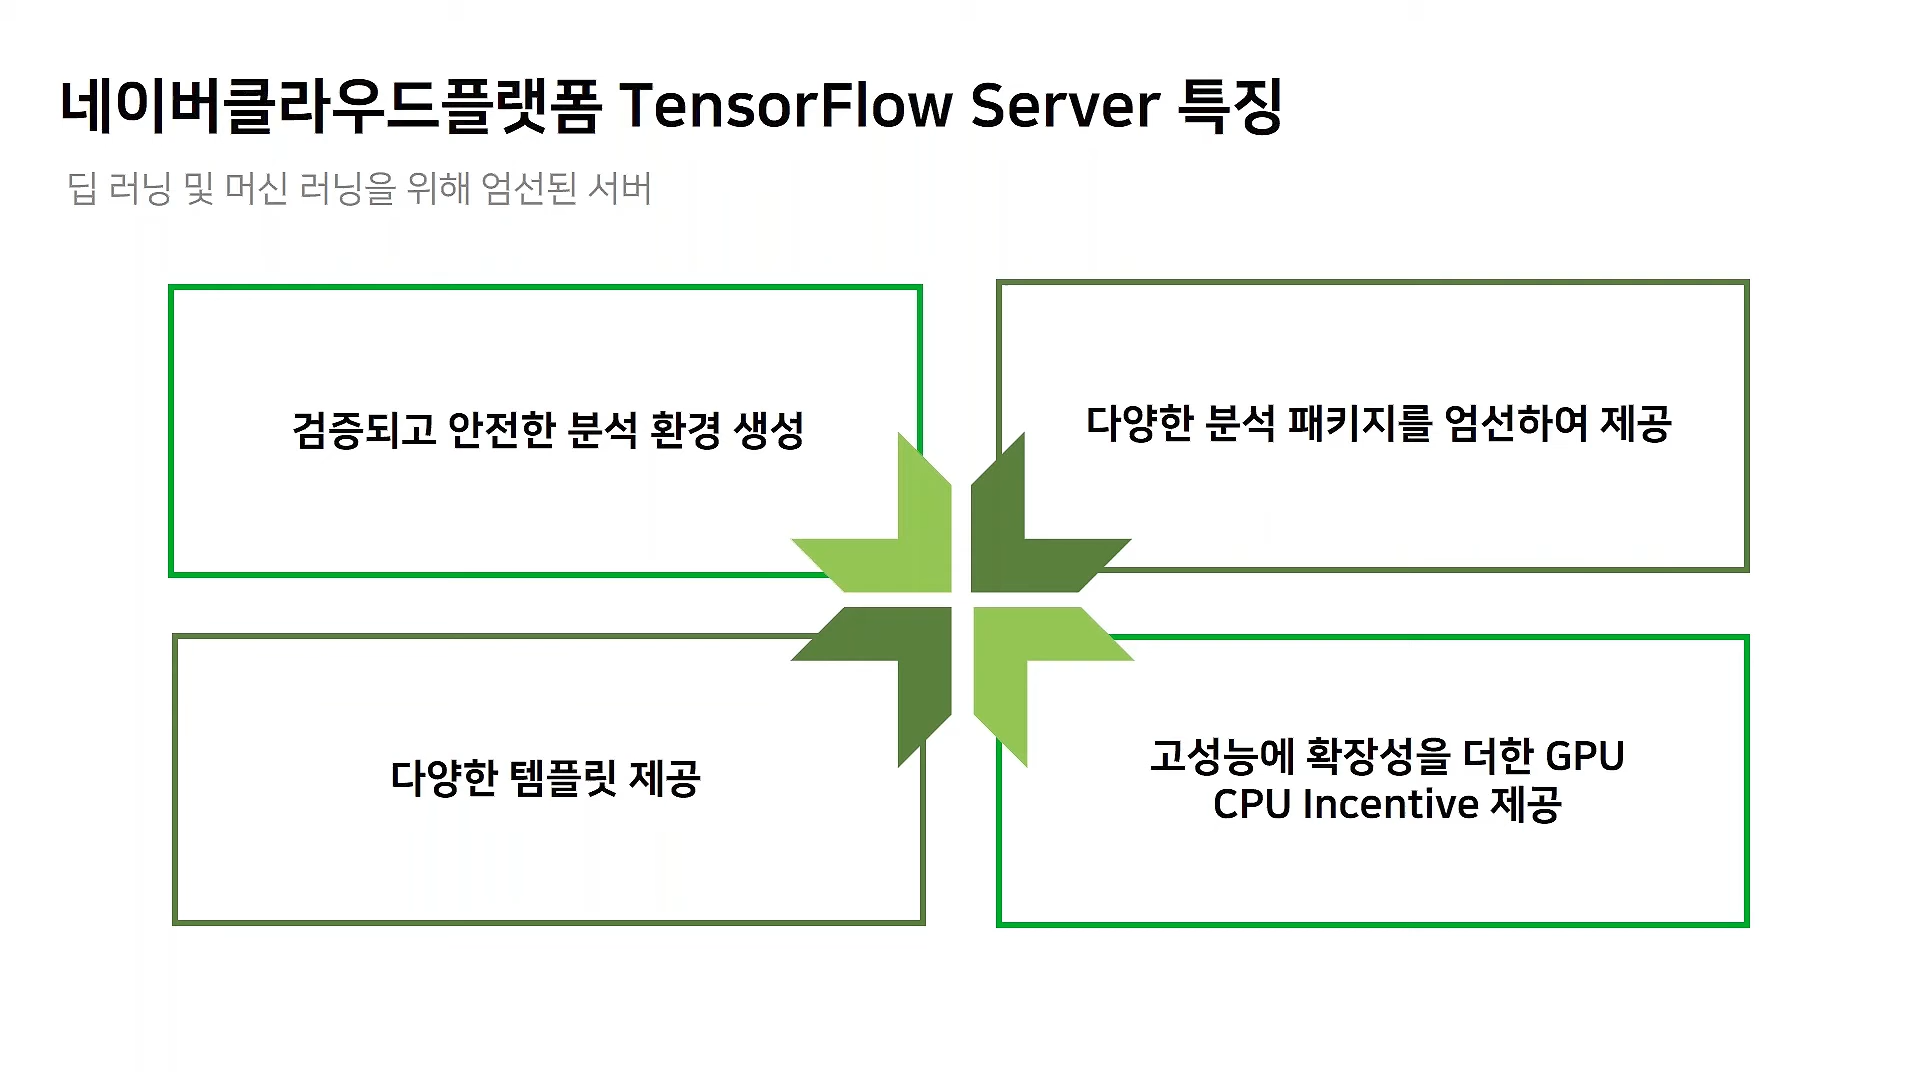 네이버클라우드플랫폼 TensorFlow Server 특징
딥 러닝 및 머신 러닝을 위해 엄선된 서버
검증되고 안전한 분석 환경 생성
다양한 분석 패키지를 엄선하여 제공
다양한 템플릿 제공
고성능에 확장성을 더한 GPU
CPU Incentive 제공